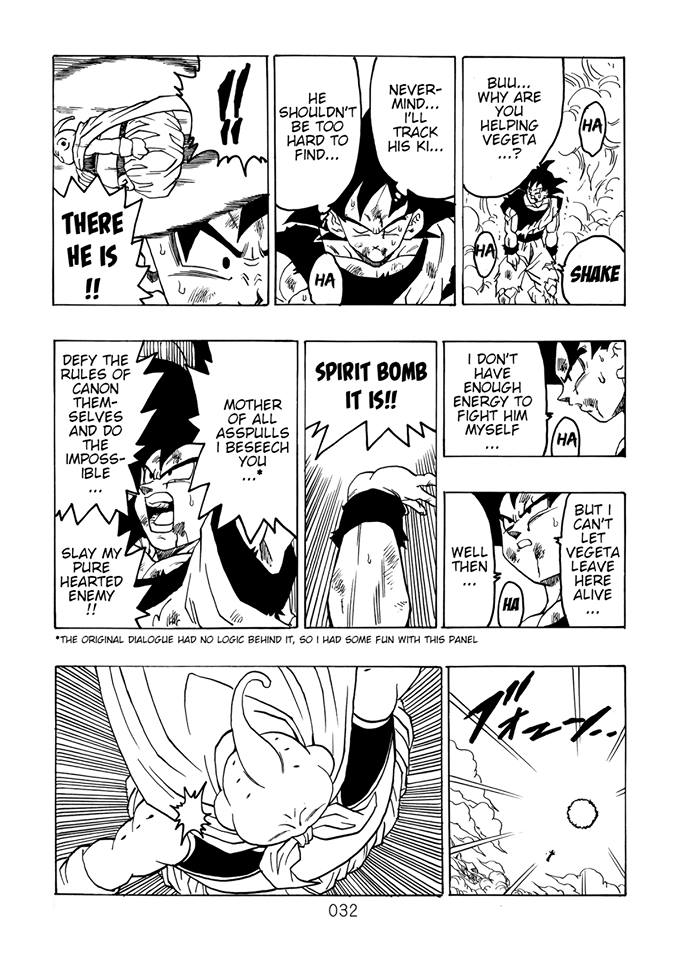 BUU...
WHY ARE
YOU
HELPING
VEGETA
...?
HA
HA
SHAKE
NEVER-
MIND...
I'LL
TRACK
HIS KI...
HE
SHOULDN'T
BE TOO
HARD TO
FIND...
HA
!!
THERE
HE IS
!!
I DON'T
HAVE
ENOUGH
ENERGY TO
FIGHT HIM
MYSELF
...
HA
BUT I
CAN'T
LET
VEGETA
LEAVE
HERE
ALIVE
...
WELL
THEN
...
HA
SPIRIT BOMB
IT IS!!
MOTHER
OF ALL
ASSPULLS
I BESEECH
YOU
...*
DEFY THE
RULES OF
CANON
THEM-
SELVES
AND DO
THE
IMPOSS-
IBLE
...
SLAY MY
PURE
HEARTED
ENEMY
!!
*THE ORIGINAL DIALOGUE HAD NO LOGIC BEHIND IT, SO I HAD SOME FUN WITH THIS PANEL
ブオーン..
032